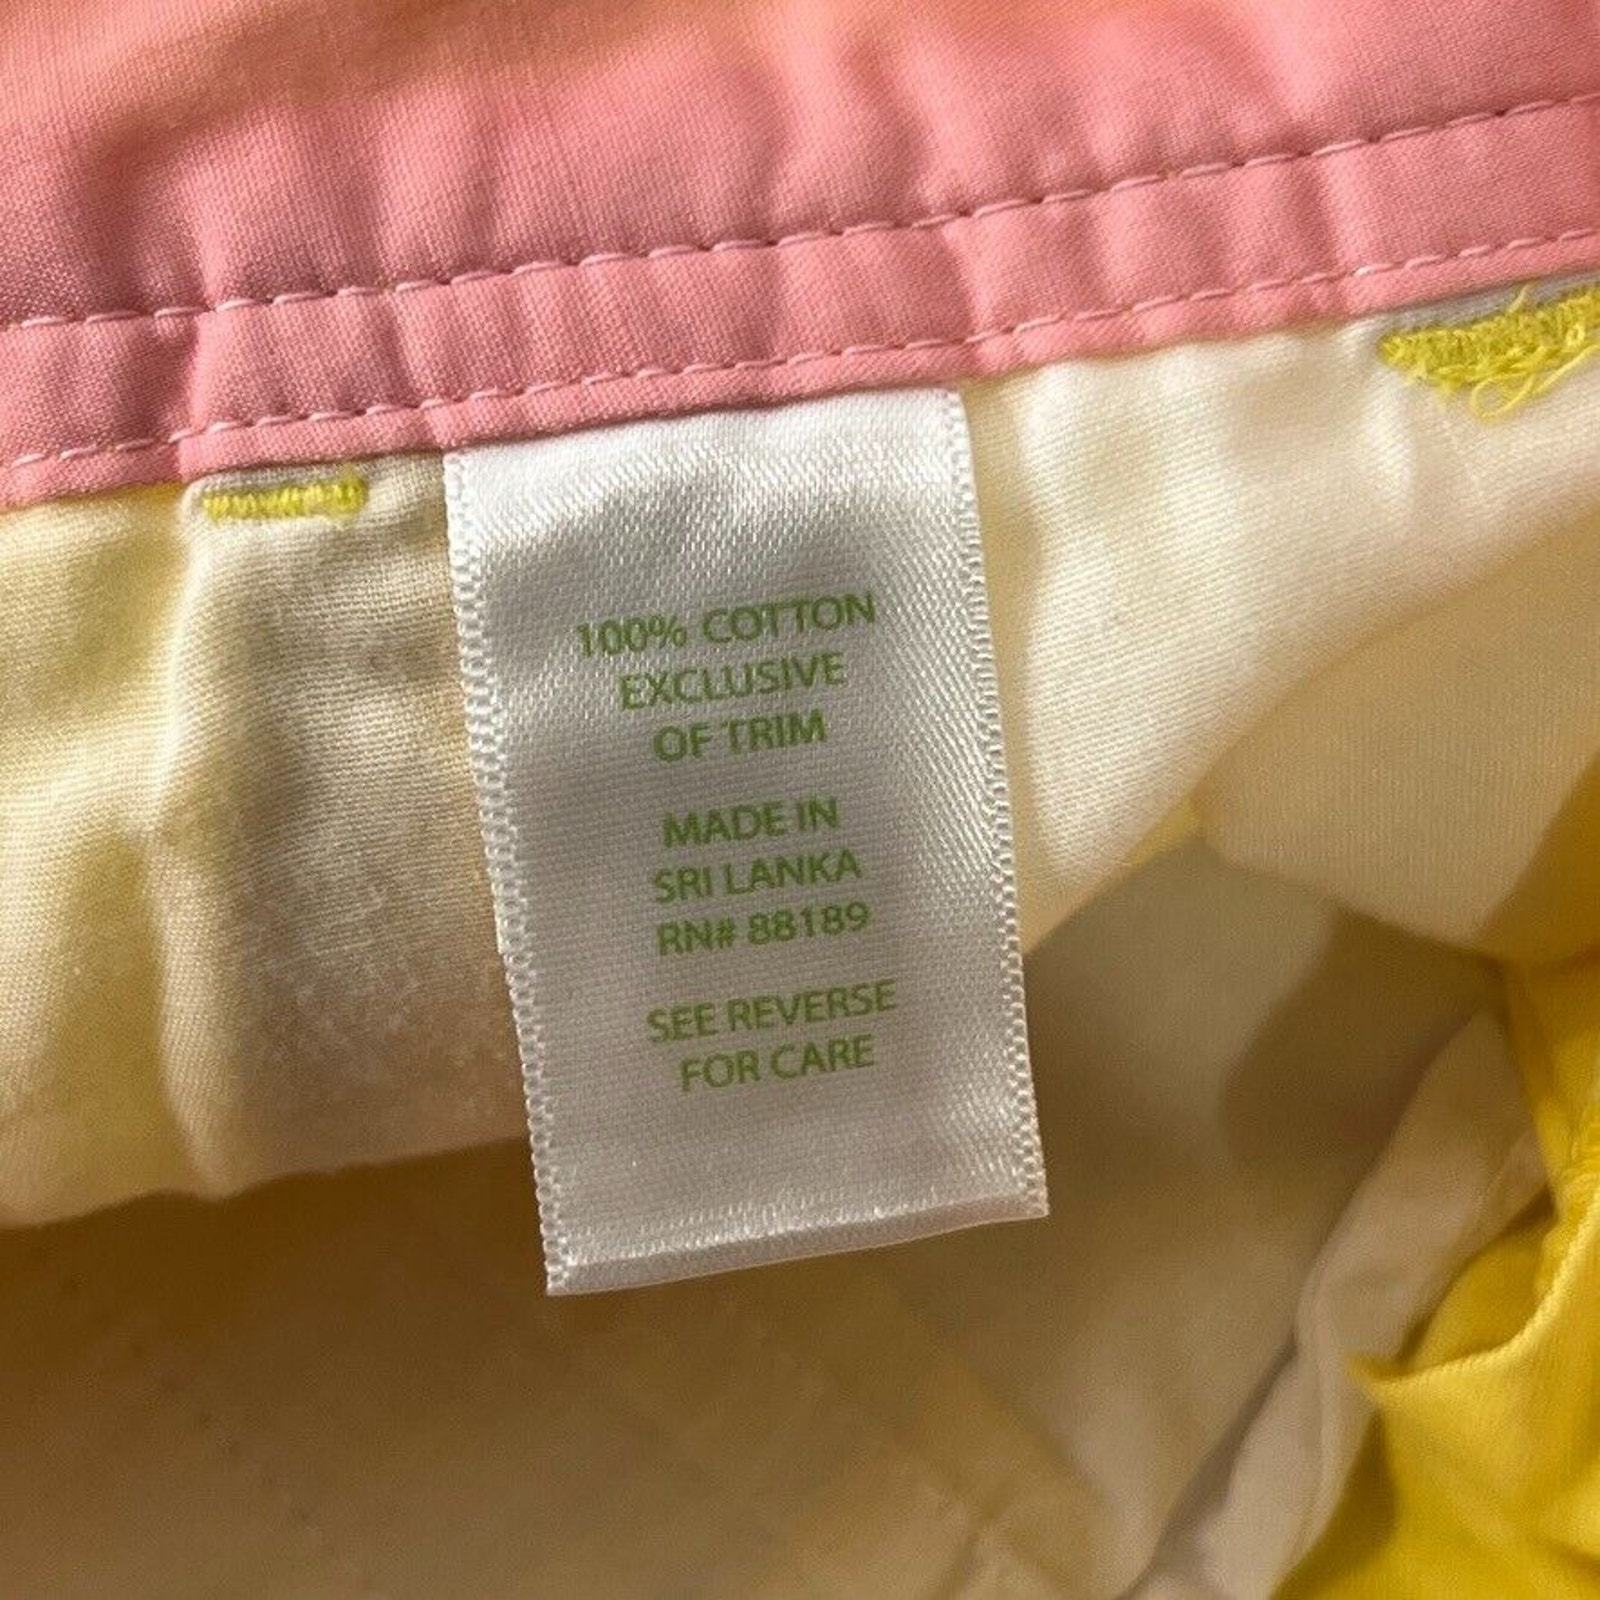 100% COTTON
EXCLUSIVE
OF TRIM
MADE IN
SRI LANKA
RN# 88189
SEE REVERSE
FOR CARE